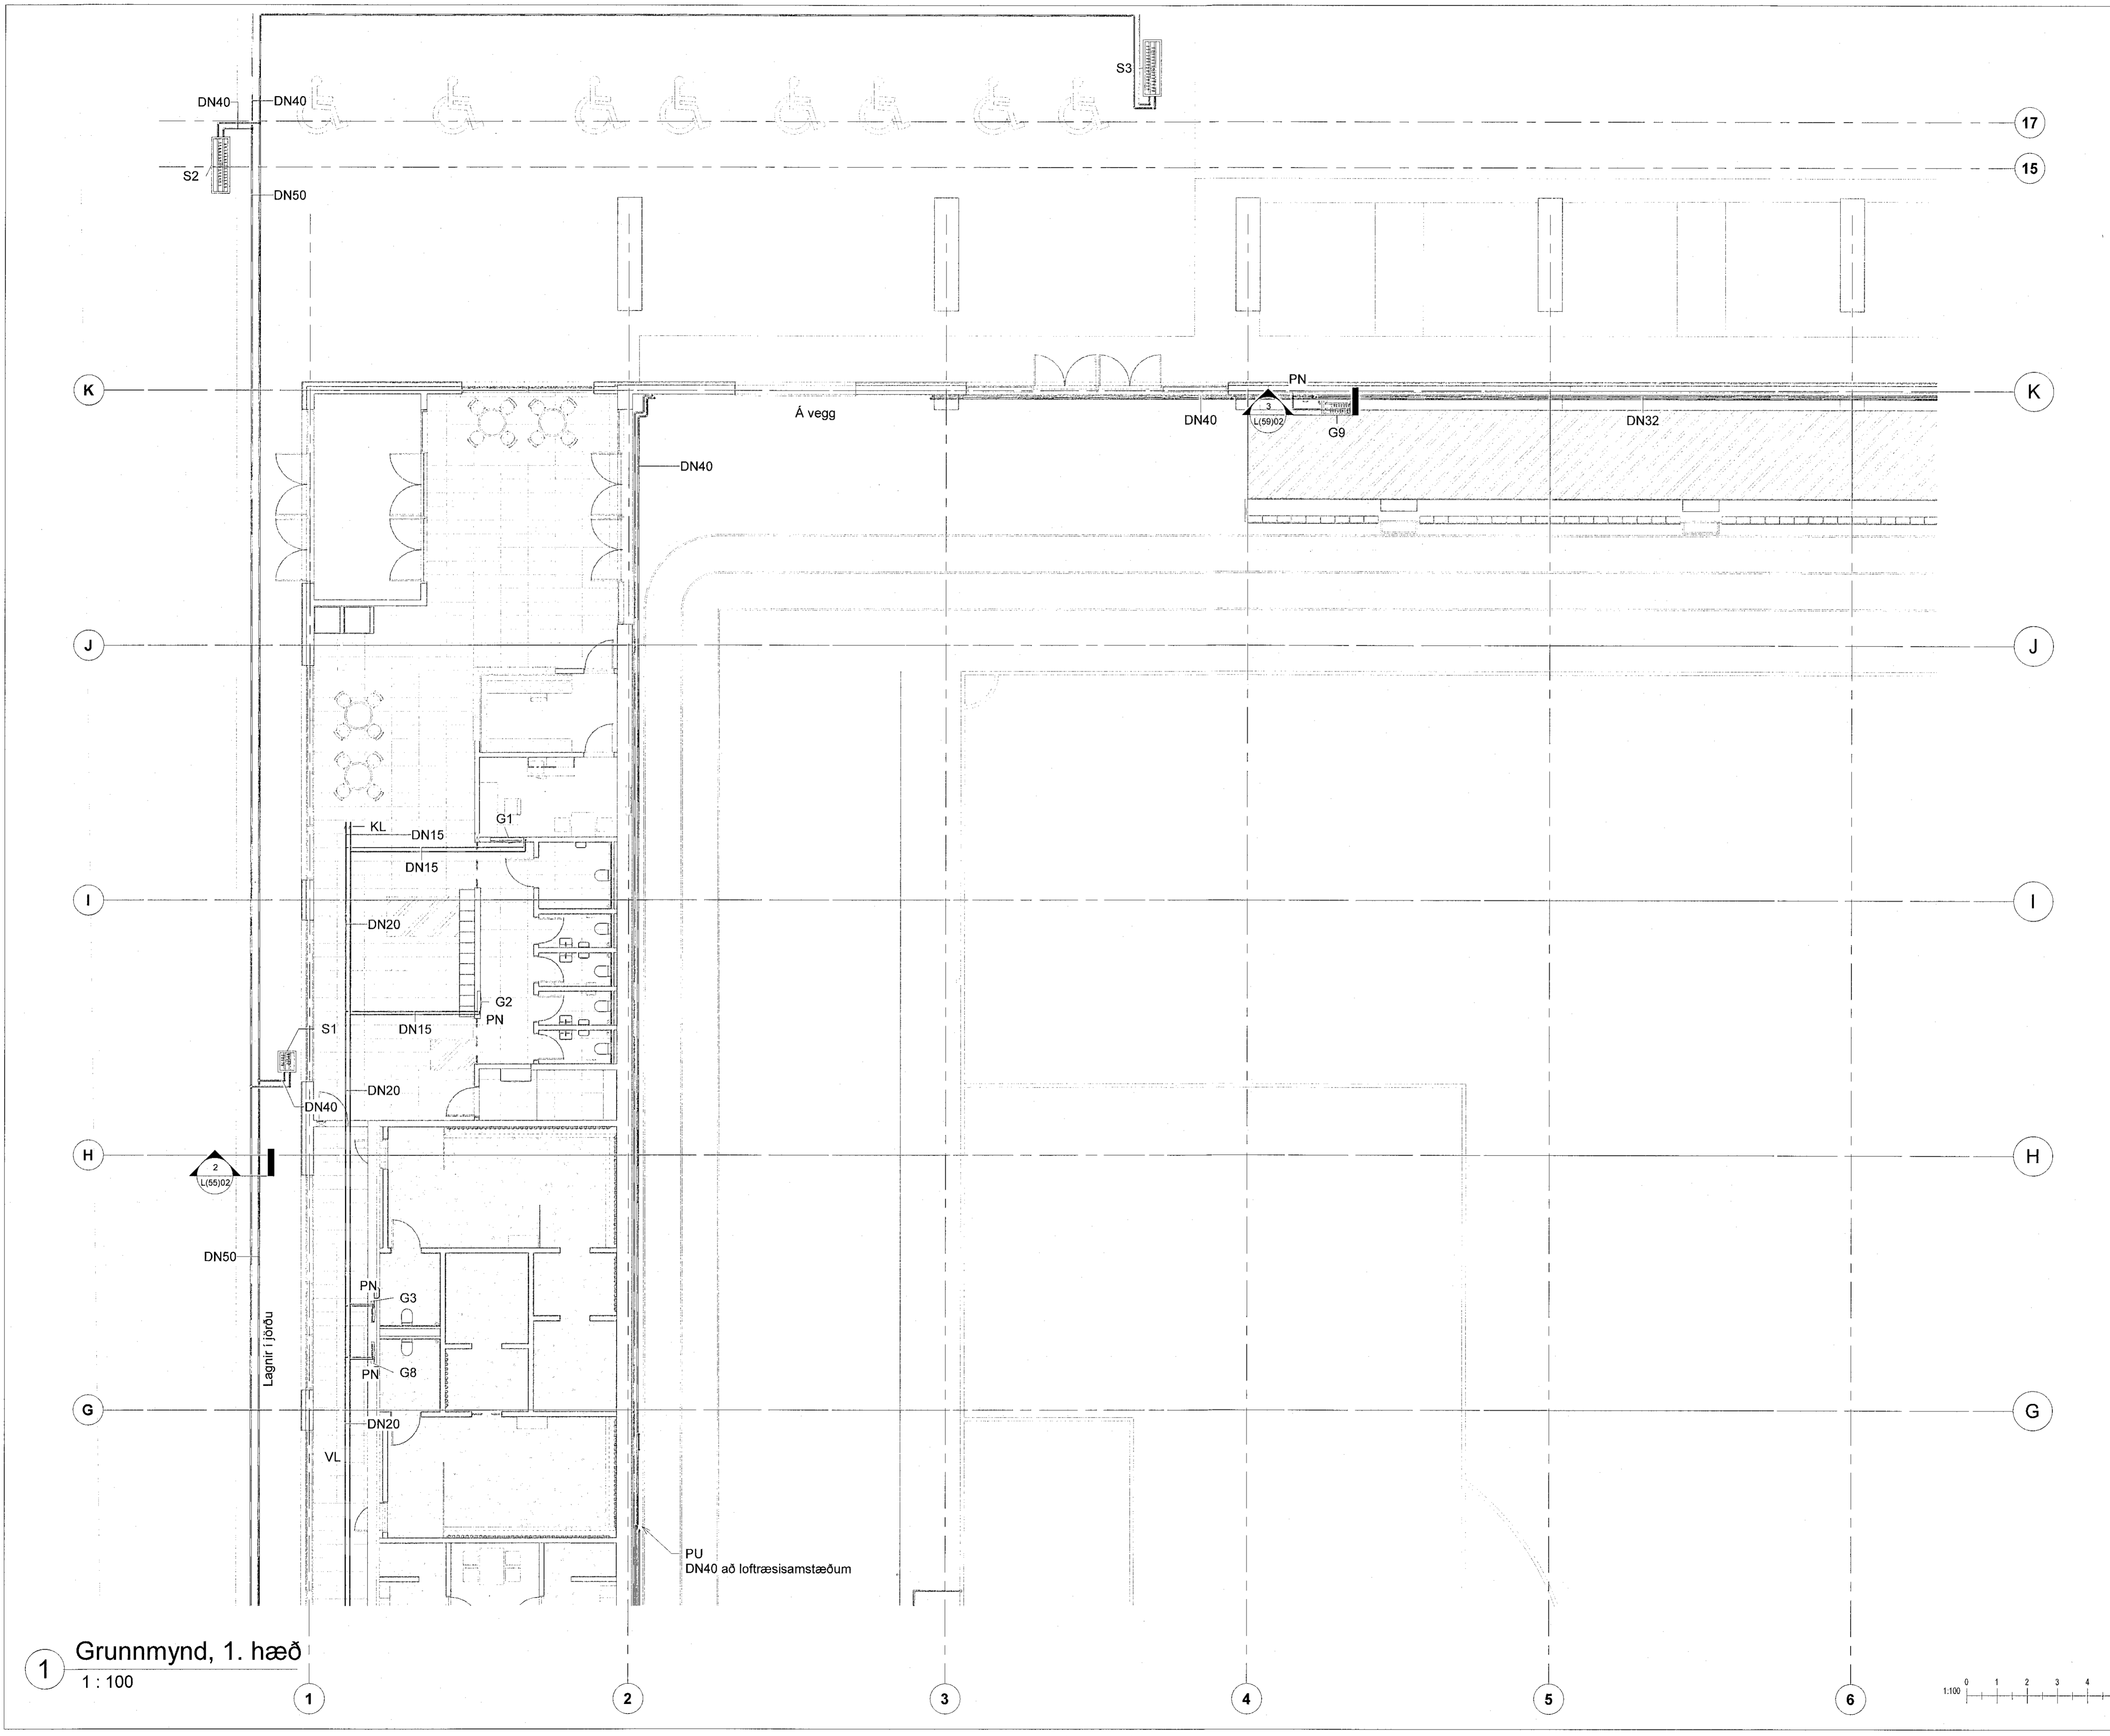 S3
DN40
DN40
17
S2
15
DN50
K
PN
K
Á vegg
3
L(59)02
DN40
G9
DN32
DN40
J
J
G1
KL
DN15
DN15
I
I
DN20
G2
PN
S1
DN15
DN20
DN40
H
H
2
L(55)02
DN50
PN
G3
Lagnir í jörðu
PN
G8
G
G
DN20
VL
PU
DN40 að loftræsisamstæðum
1
Grunnmynd, 1. hæð
1 : 100
1
2
3
4
5
6
1:100
0
1
2
3
4